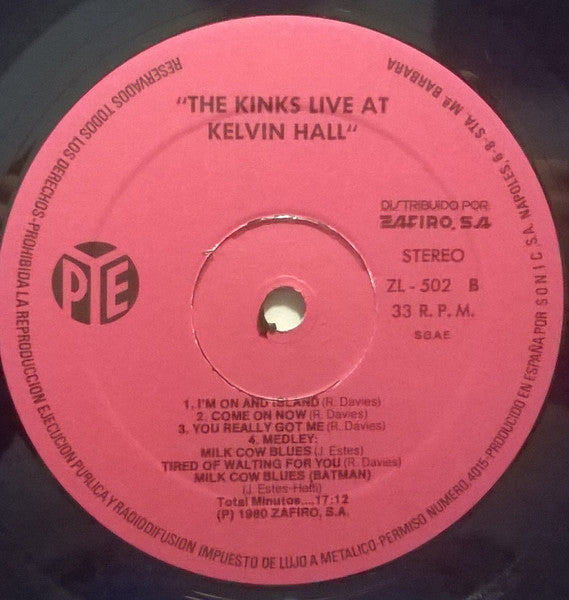 "THE KINKS LIVE AT
KELVIN HALL"
PYE
DISTRIBUIDO POR:
ZAFIRO, S.A.
STEREO
ZL - 502 B
33 R. P. M.
SGAE
1. I'M ON AND ISLAND (R. Davies)
2. COME ON NOW (R. Davies)
3. YOU REALLY GOT ME (R. Davies)
4. MEDLEY:
MILK COW BLUES (J. Estes)
TIRED OF WALTING FOR YOU (R. Davies)
MILK COW BLUES (BATMAN)
(J. Estes-Hatti)
Total Minutos....17:12
(P) 1980 ZAFIRO, S.A.
RESERVADOS TODOS LOS DERECHOS-PROHIBIDA LA REPRODUCCION EJECUCION PUBLICA Y RADIODIFUSION IMPUESTO DE LUJO A METALICO-PERMISO NUMERO 4015-PRODUCIDO EN ESPAÑA POR SONIC S.A. NAPOLES, 6-8-STA. Mª BARBARA